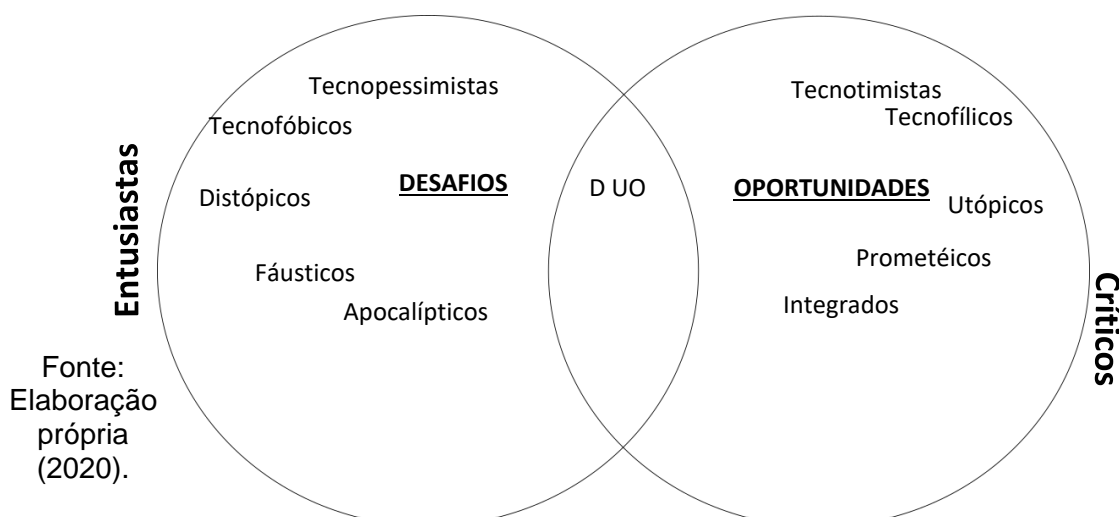 Entusiastas
Tecnopessimistas
Tecnofóbicos
DESAFIOS
Distópicos
Fáusticos
Apocalípticos
D UO
Tecnotimistas
Tecnofílicos
OPORTUNIDADES
Utópicos
Prometéicos
Integrados
Críticos
Fonte:
Elaboração
própria
(2020).